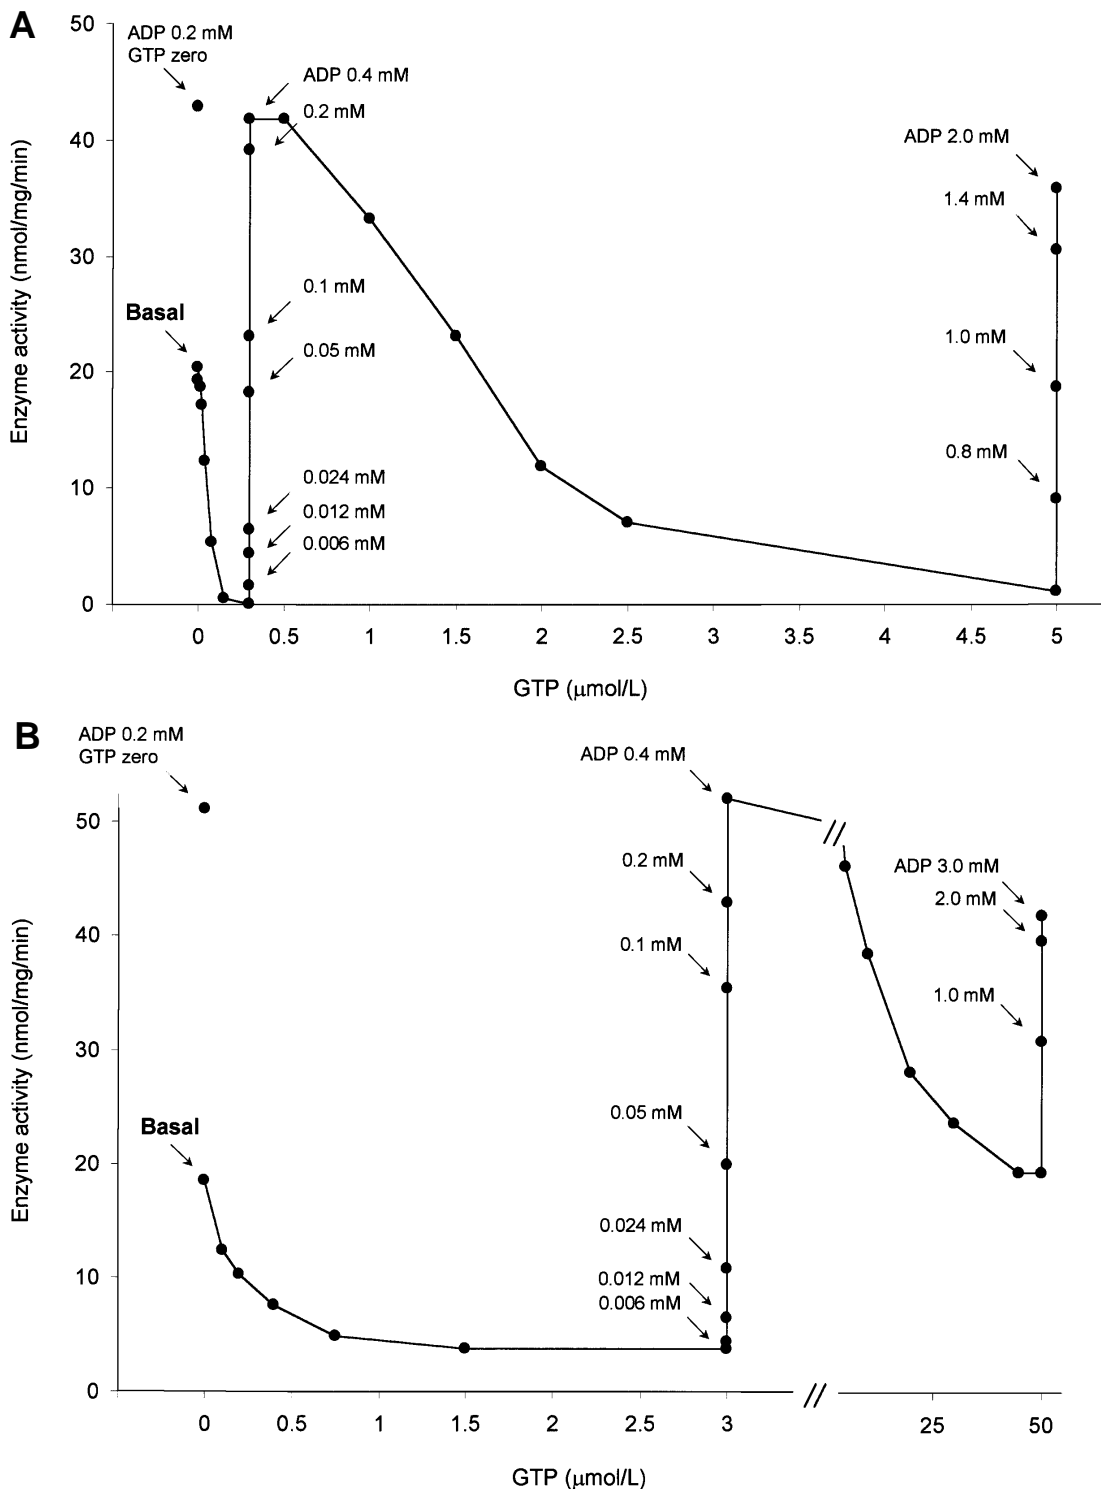 A
50
40
30
20
10
0
Enzyme activity (nmol/mg/min)
ADP 0.2 mM
GTP zero
ADP 0.4 mM
0.2 mM
Basal
0.1 mM
0.05 mM
0.024 mM
0.012 mM
0.006 mM
ADP 2.0 mM
1.4 mM
1.0 mM
0.8 mM
0 0.5 1 1.5 2 2.5 3 3.5 4 4.5 5
GTP (μmol/L)
B
ADP 0.2 mM
GTP zero
50
40
30
20
10
0
Enzyme activity (nmol/mg/min)
Basal
ADP 0.4 mM
0.2 mM
0.1 mM
0.05 mM
0.024 mM
0.012 mM
0.006 mM
ADP 3.0 mM
2.0 mM
1.0 mM
0 0.5 1 1.5 2 2.5 3 25 50
GTP (μmol/L)